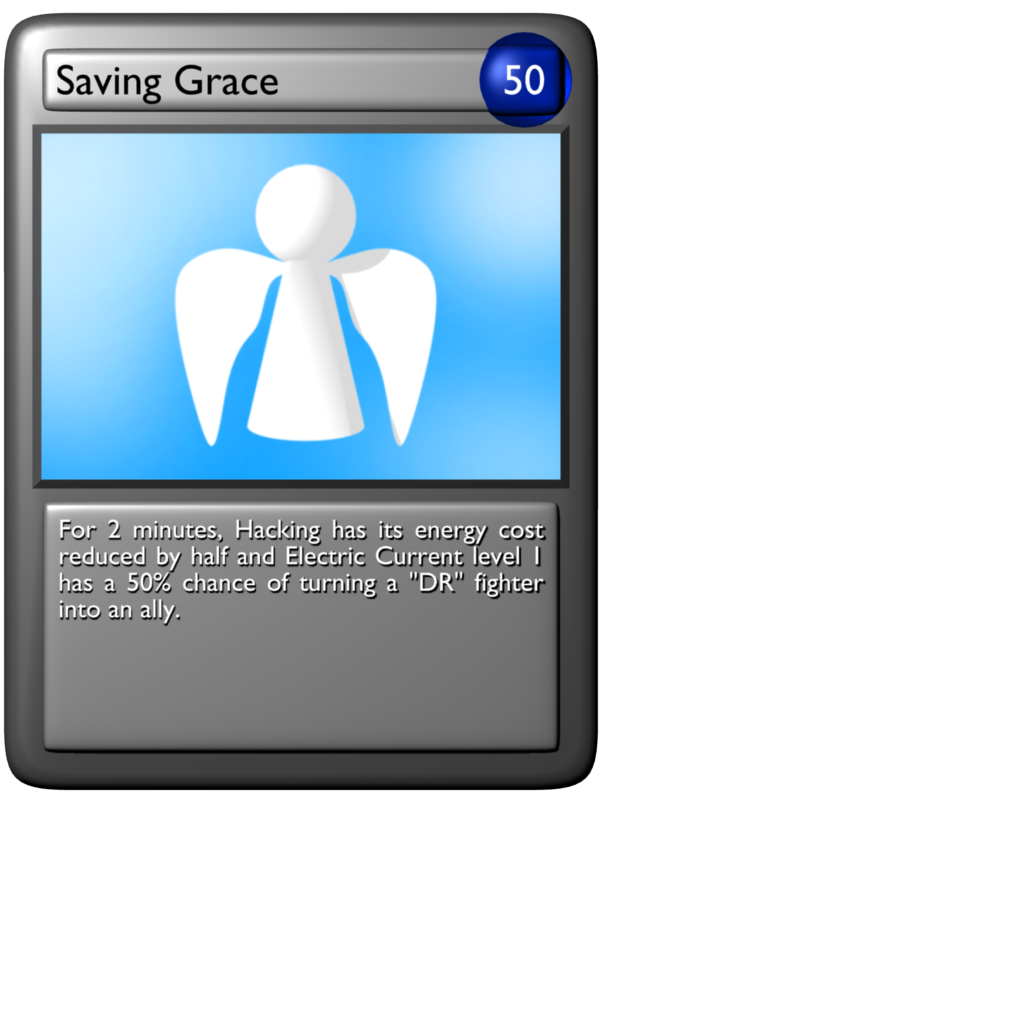 Saving Grace
50
For 2 minutes, Hacking has its energy cost
reduced by half and Electric Current level 1
has a 50% chance of turning a "DR" fighter
into an ally.